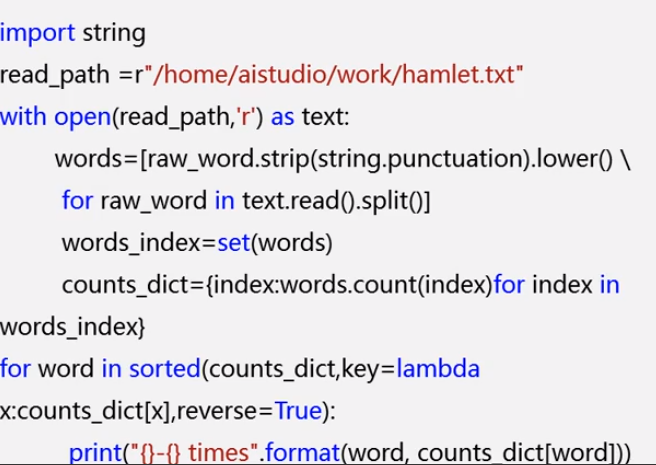 import string
read_path =r"/home/aistudio/work/hamlet.txt"
with open(read_path,'r') as text:
words=[raw_word.strip(string.punctuation).lower() \
for raw_word in text.read().split()]
words_index=set(words)
counts_dict={index:words.count(index)for index in
words_index}
for word in sorted(counts_dict,key=lambda
x:counts_dict[x],reverse=True):
print("{}-{} times".format(word, counts_dict[word]))